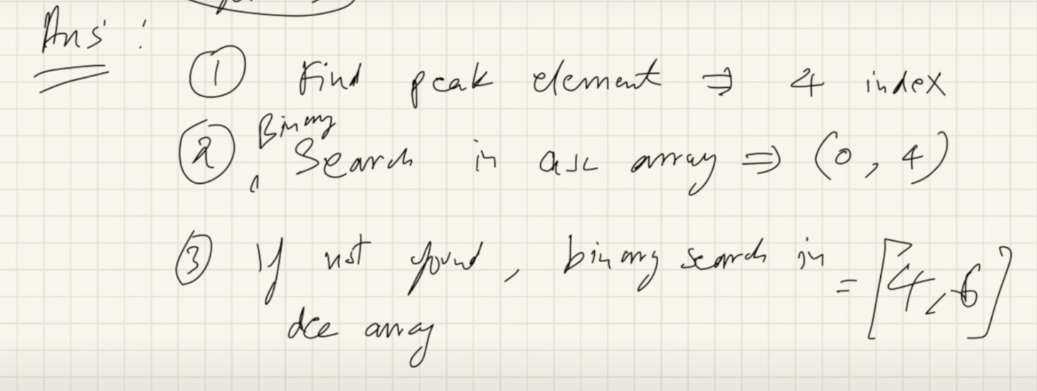 Ans :
① Find peak element ⇒ 4 index
② Binary Search in asc array ⇒ (0, 4)
③ If not found, binary search in
dce array = [4, 6]